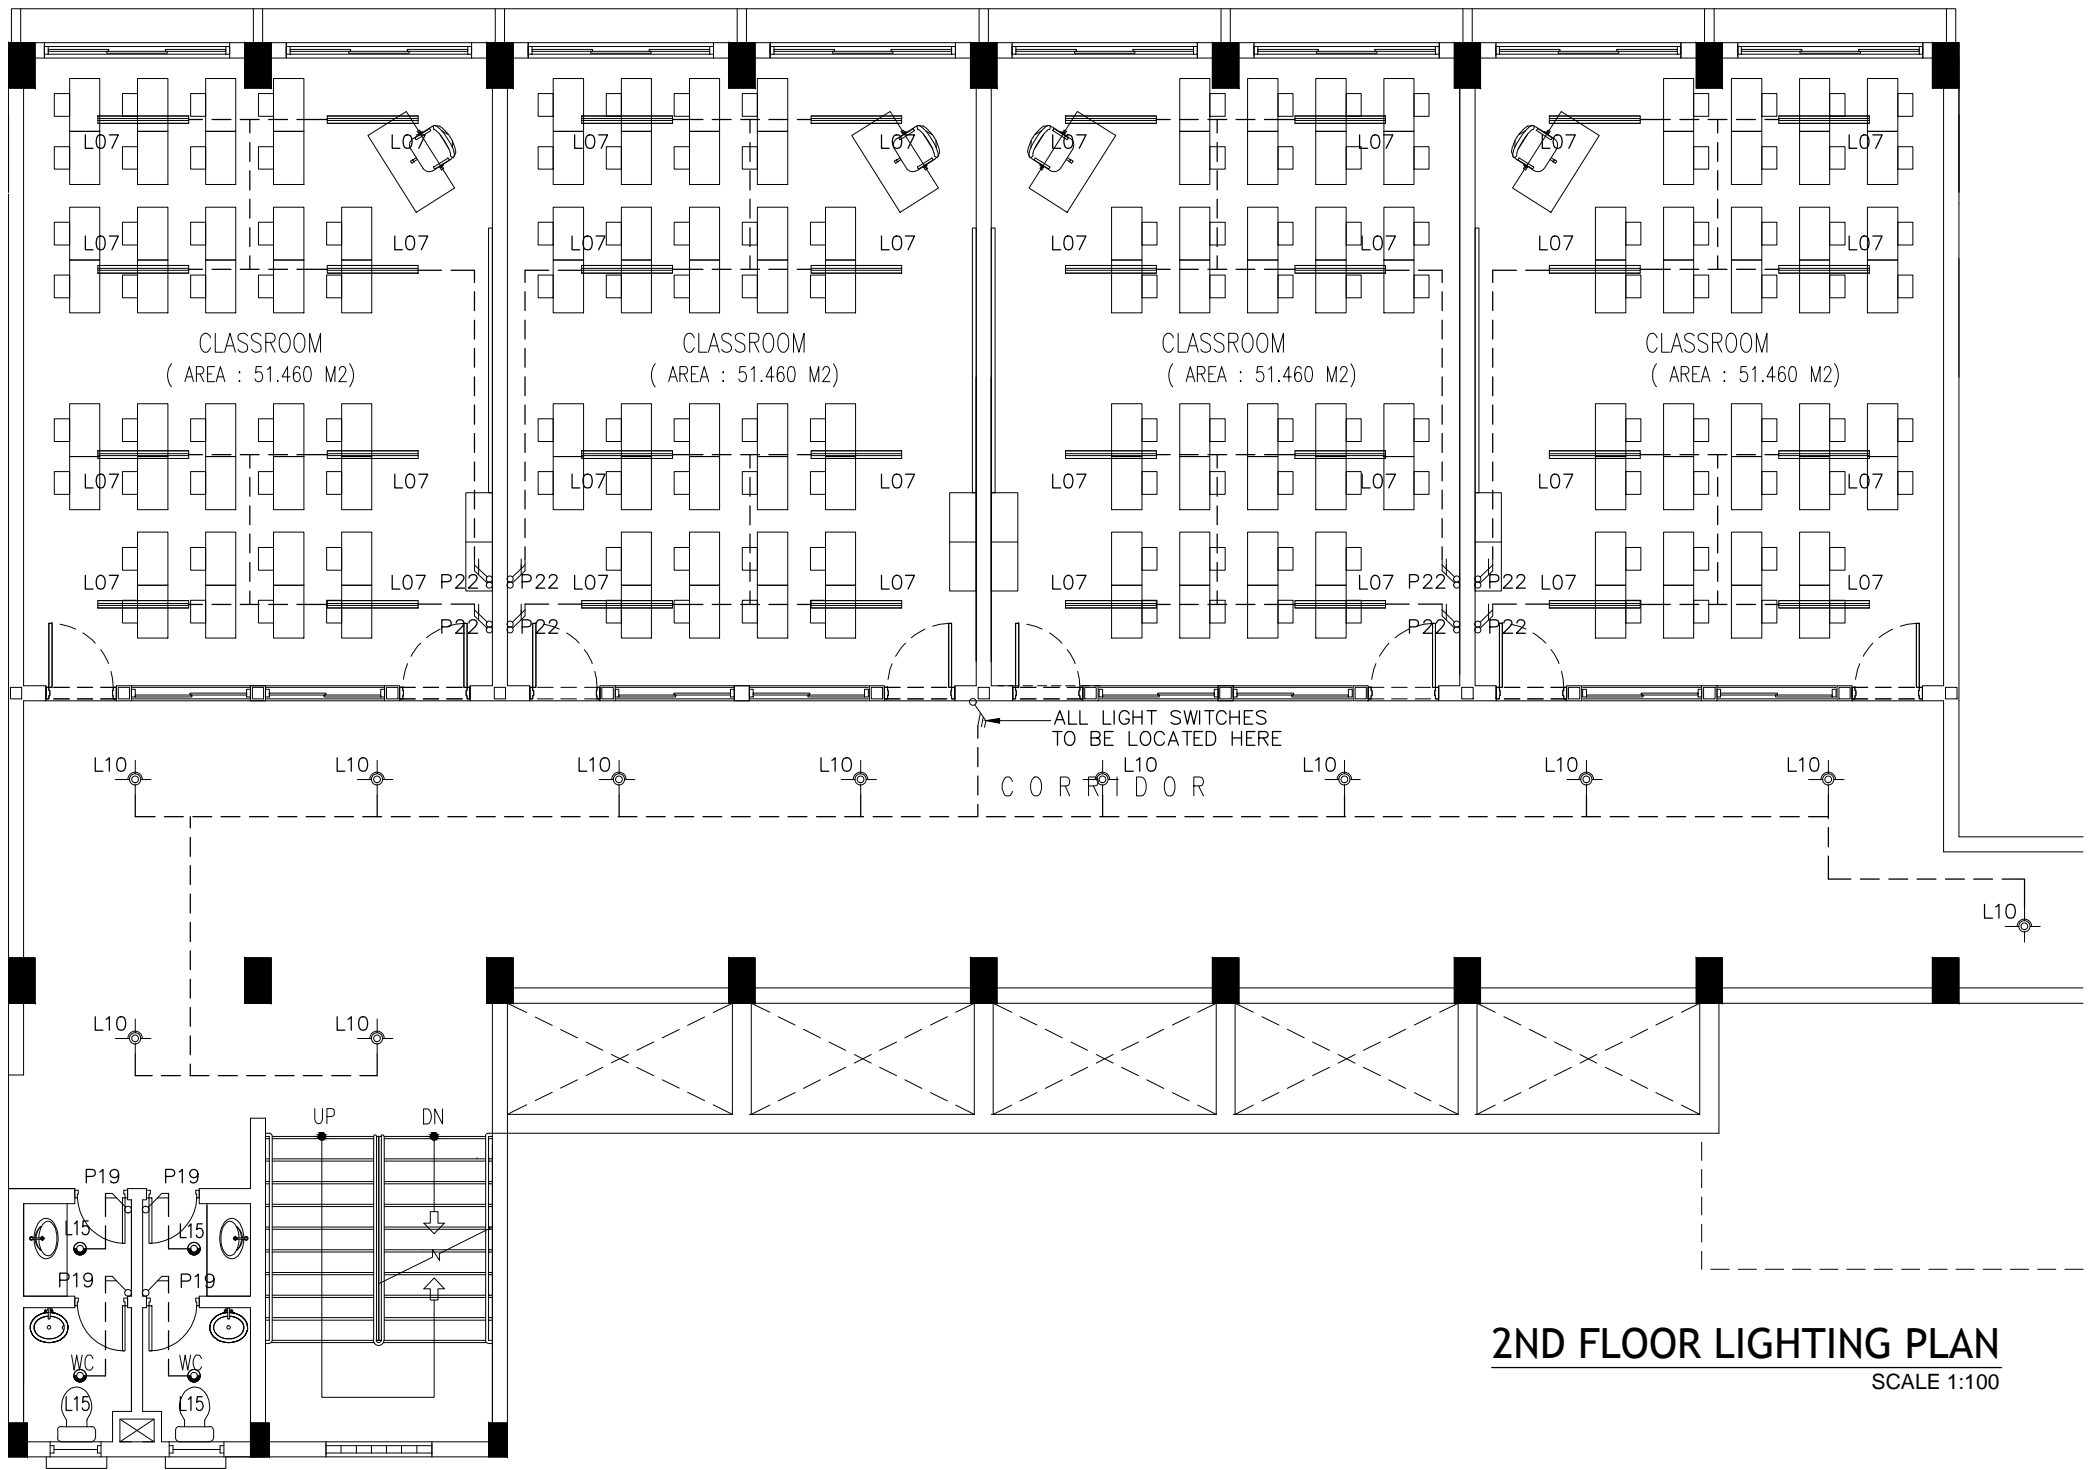 L07 L07 L07 L07 L07 L07 L07 L07
L07 L07 L07 L07 L07 L07 L07 L07
CLASSROOM CLASSROOM CLASSROOM CLASSROOM
( AREA : 51.460 M2) ( AREA : 51.460 M2) ( AREA : 51.460 M2) ( AREA : 51.460 M2)
L07 L07 L07 L07 L07 L07 L07 L07
L07 L07 P22 P22 L07 L07 L07 L07 P22 P22 L07 L07
P22 P22 P22 P22
ALL LIGHT SWITCHES
TO BE LOCATED HERE
L10 L10 L10 L10 L10 L10 L10 L10
CORRIDOR
L10
L10 L10
UP DN
P19 P19
L15 L15
P19 P19
N
WC WC
L15 L15
2ND FLOOR LIGHTING PLAN
SCALE 1:100